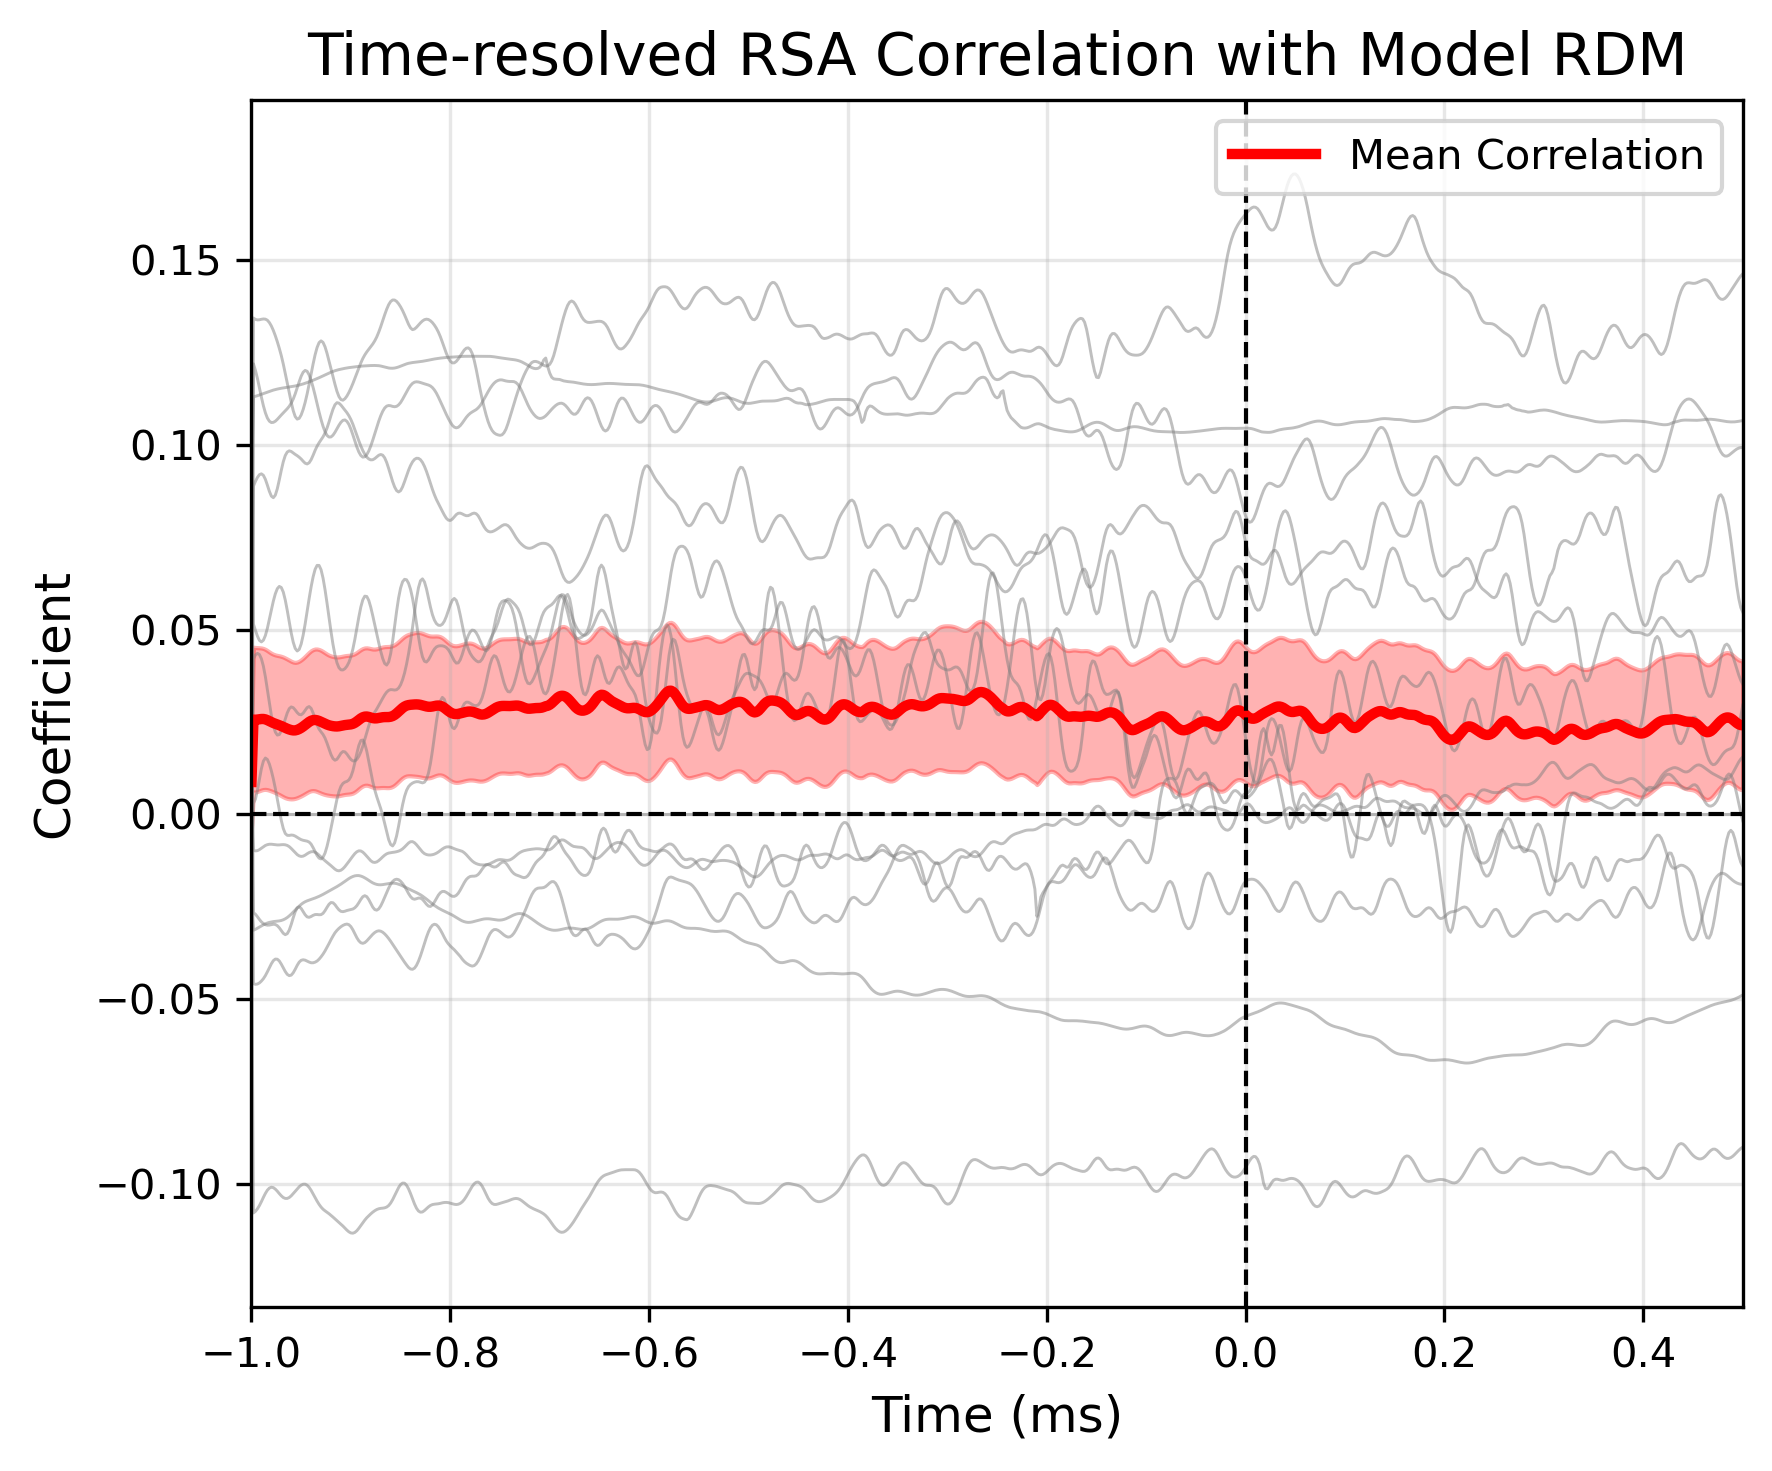 Time-resolved RSA Correlation with Model RDM
Mean Correlation
Coefficient
0.15
0.10
0.05
0.00
−0.05
−0.10
−1.0 −0.8 −0.6 −0.4 −0.2 0.0 0.2 0.4
Time (ms)